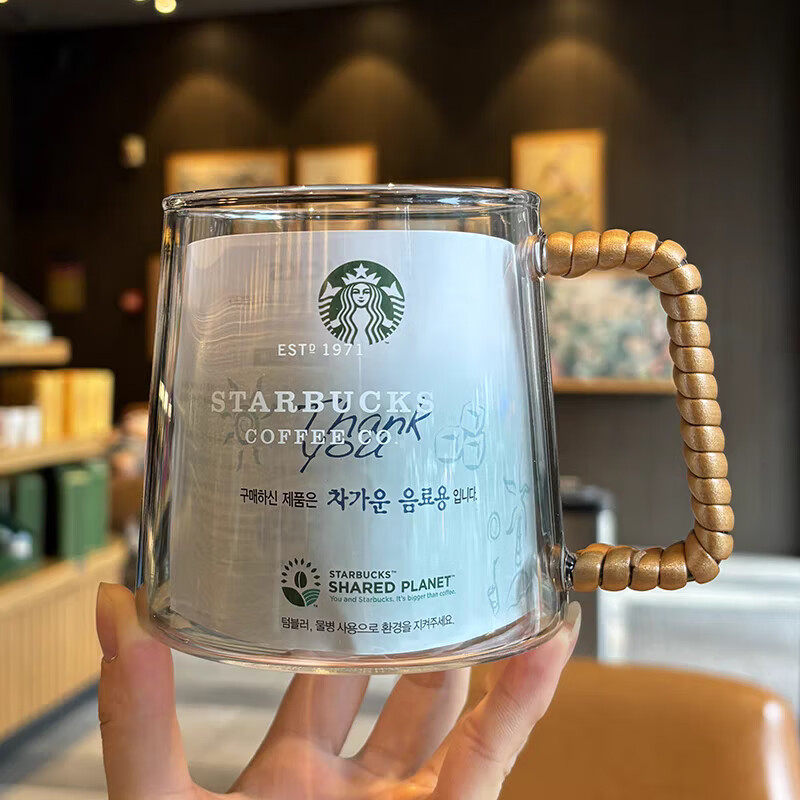 ESTD 1971
STARBUCKS
Thank
COFFEE CO.
you
구매하신 제품은 차가운 음료용 입니다.
STARBUCKS™
SHARED PLANET™
You and Starbucks. It's bigger than coffee.
텀블러, 물병 사용으로 환경을 지켜주세요.